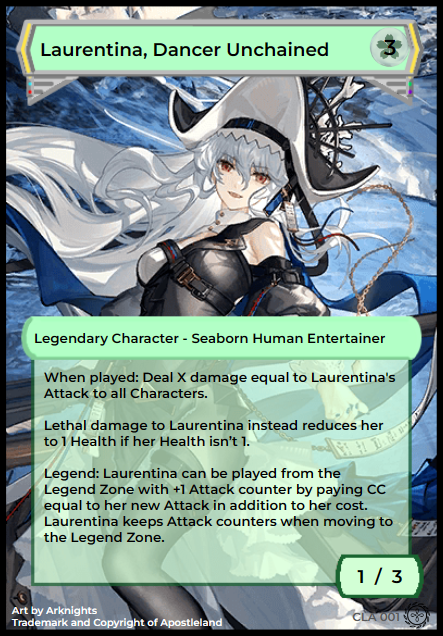 Laurentina, Dancer Unchained
3
Legendary Character - Seaborn Human Entertainer
When played: Deal X damage equal to Laurentina's
Attack to all Characters.
Lethal damage to Laurentina instead reduces her
to 1 Health if her Health isn’t 1.
Legend: Laurentina can be played from the
Legend Zone with +1 Attack counter by paying CC
equal to her new Attack in addition to her cost.
Laurentina keeps Attack counters when moving to
the Legend Zone.
1 / 3
Art by Arknights
Trademark and Copyright of Apostleland
CLA 001